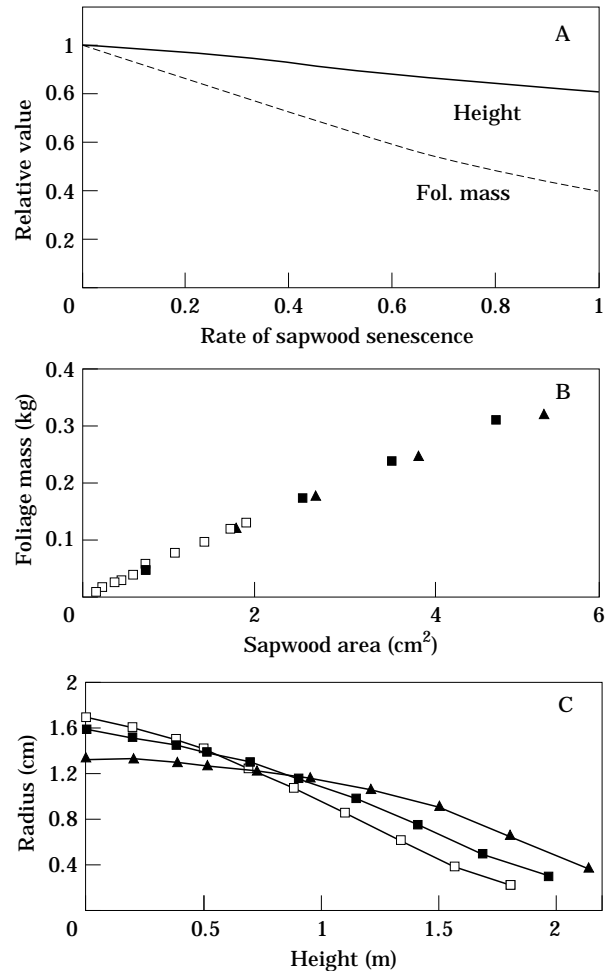 A
1
0.6
0.6
0.4
0.2
0
Relative value
Height
Fol. mass
0.2
0.4
0.6
0.8
1
Rate of sapwood senescence
B
0.4
0.3
0.2
0.1
0
Foliage mass (kg)
2
4
6
Sapwood area (cm²)
C
2
1.6
1.2
0.8
0.4
0
Radius (cm)
0.5
1
1.5
2
Height (m)